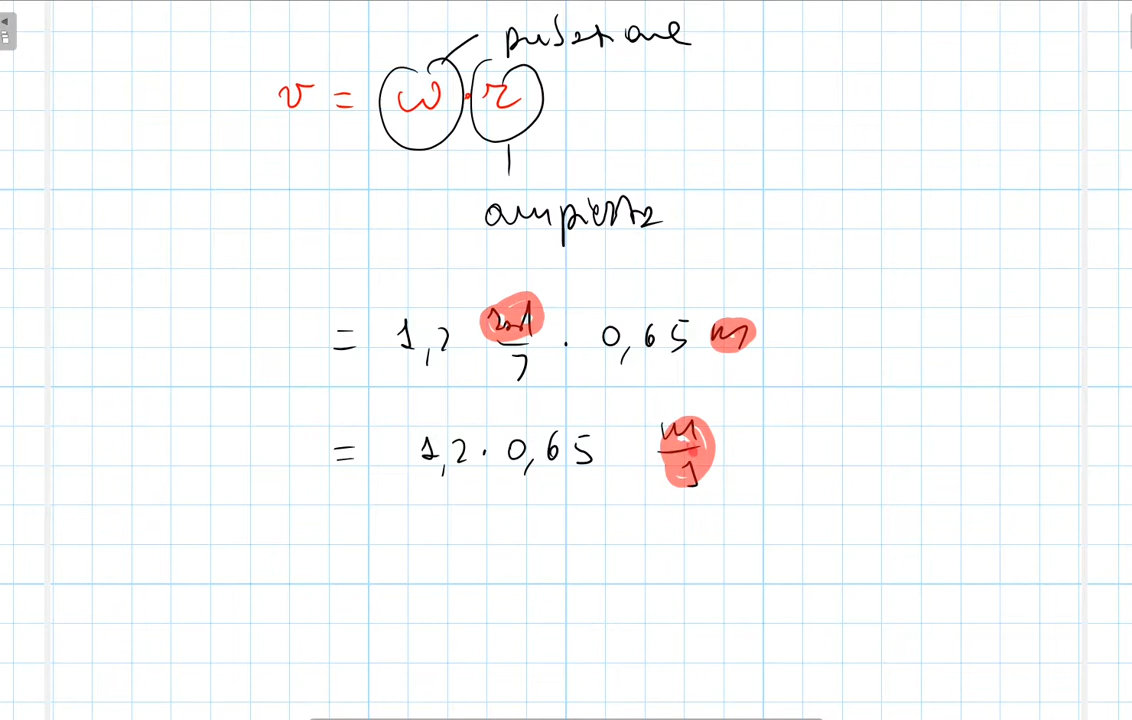 pulsazione
v = ω · r
ampiezza
= 1,2 rad/s · 0,65 m
= 1,2 · 0,65 m/s